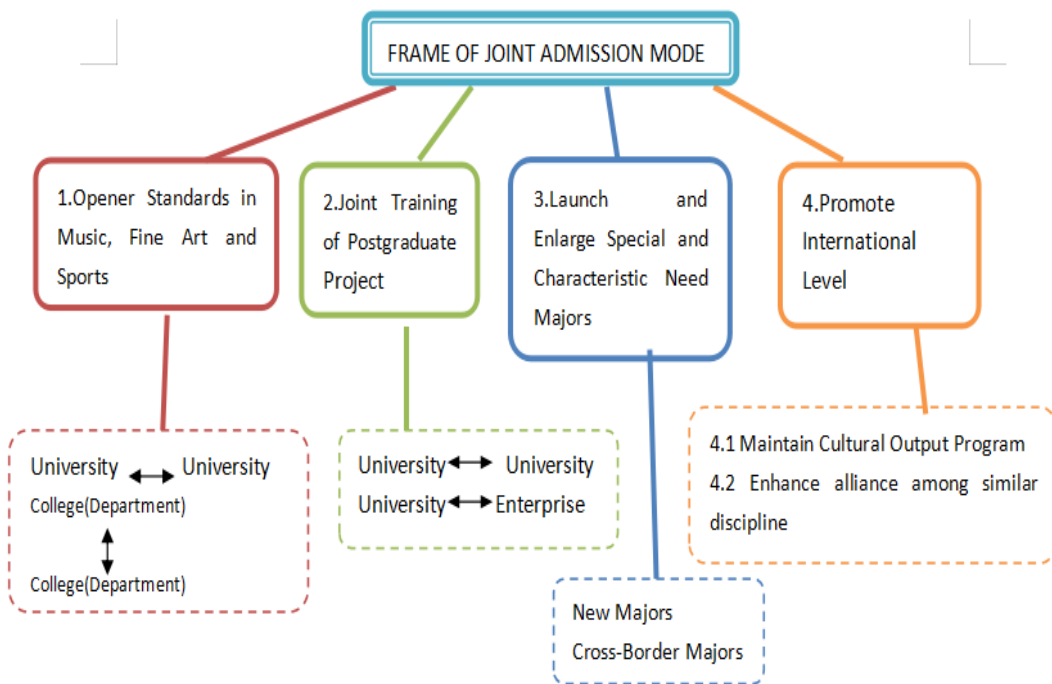 FRAME OF JOINT ADMISSION MODE
1.Opener Standards in
Music, Fine Art and
Sports
2.Joint Training
of Postgraduate
Project
3.Launch and
Enlarge Special and
Characteristic Need
Majors
4.Promote
International
Level
University University
College(Department)
College(Department)
University University
University Enterprise
New Majors
Cross-Border Majors
4.1 Maintain Cultural Output Program
4.2 Enhance alliance among similar
discipline